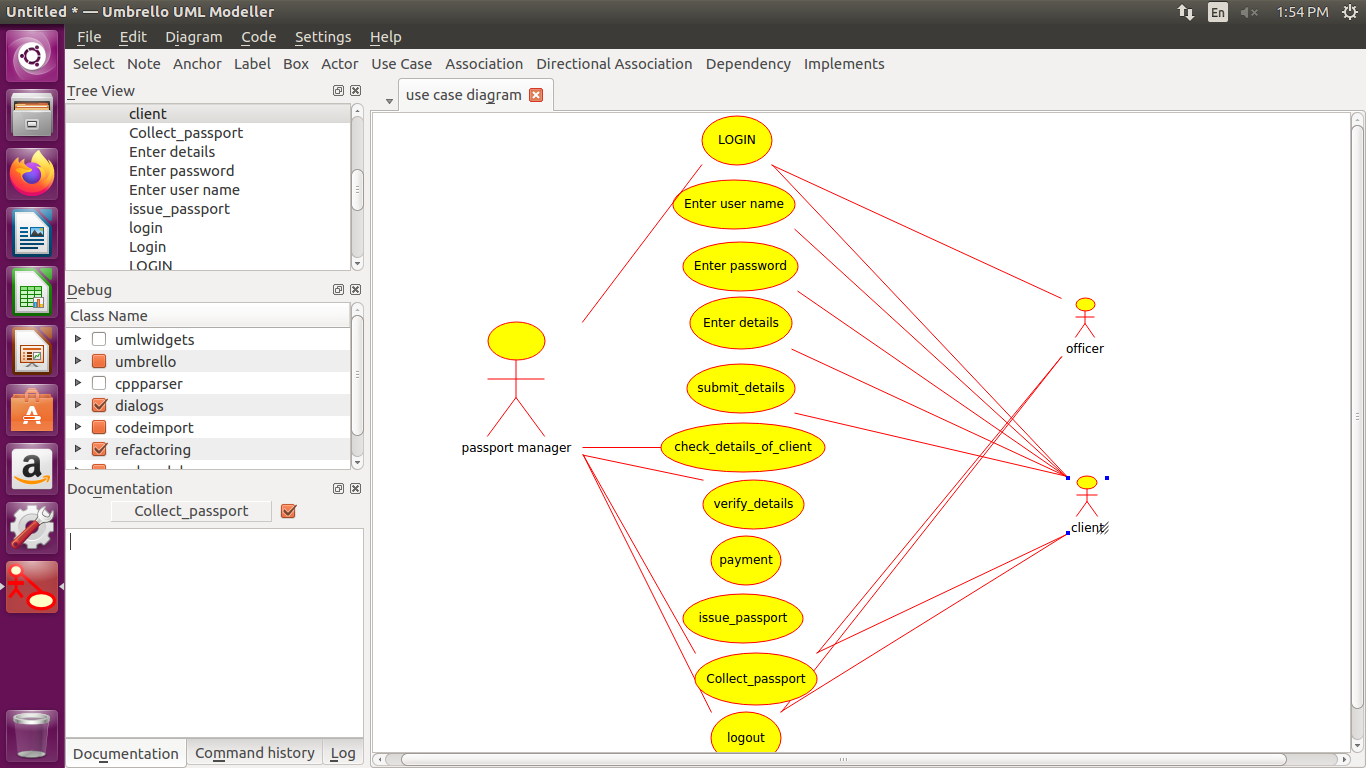 Untitled * — Umbrello UML Modeller
En
1:54 PM
File Edit Diagram Code Settings Help
Select Note Anchor Label Box Actor Use Case Association Directional Association Dependency Implements
Tree View
client
Collect_passport
Enter details
Enter password
Enter user name
issue_passport
login
Login
LOGIN
Debug
Class Name
umlwidgets
umbrello
cppparser
dialogs
codeimport
refactoring
Documentation
Collect_passport
Documentation Command history Log
use case diagram
LOGIN
Enter user name
Enter password
Enter details
submit_details
check_details_of_client
verify_details
payment
issue_passport
Collect_passport
logout
passport manager
officer
client